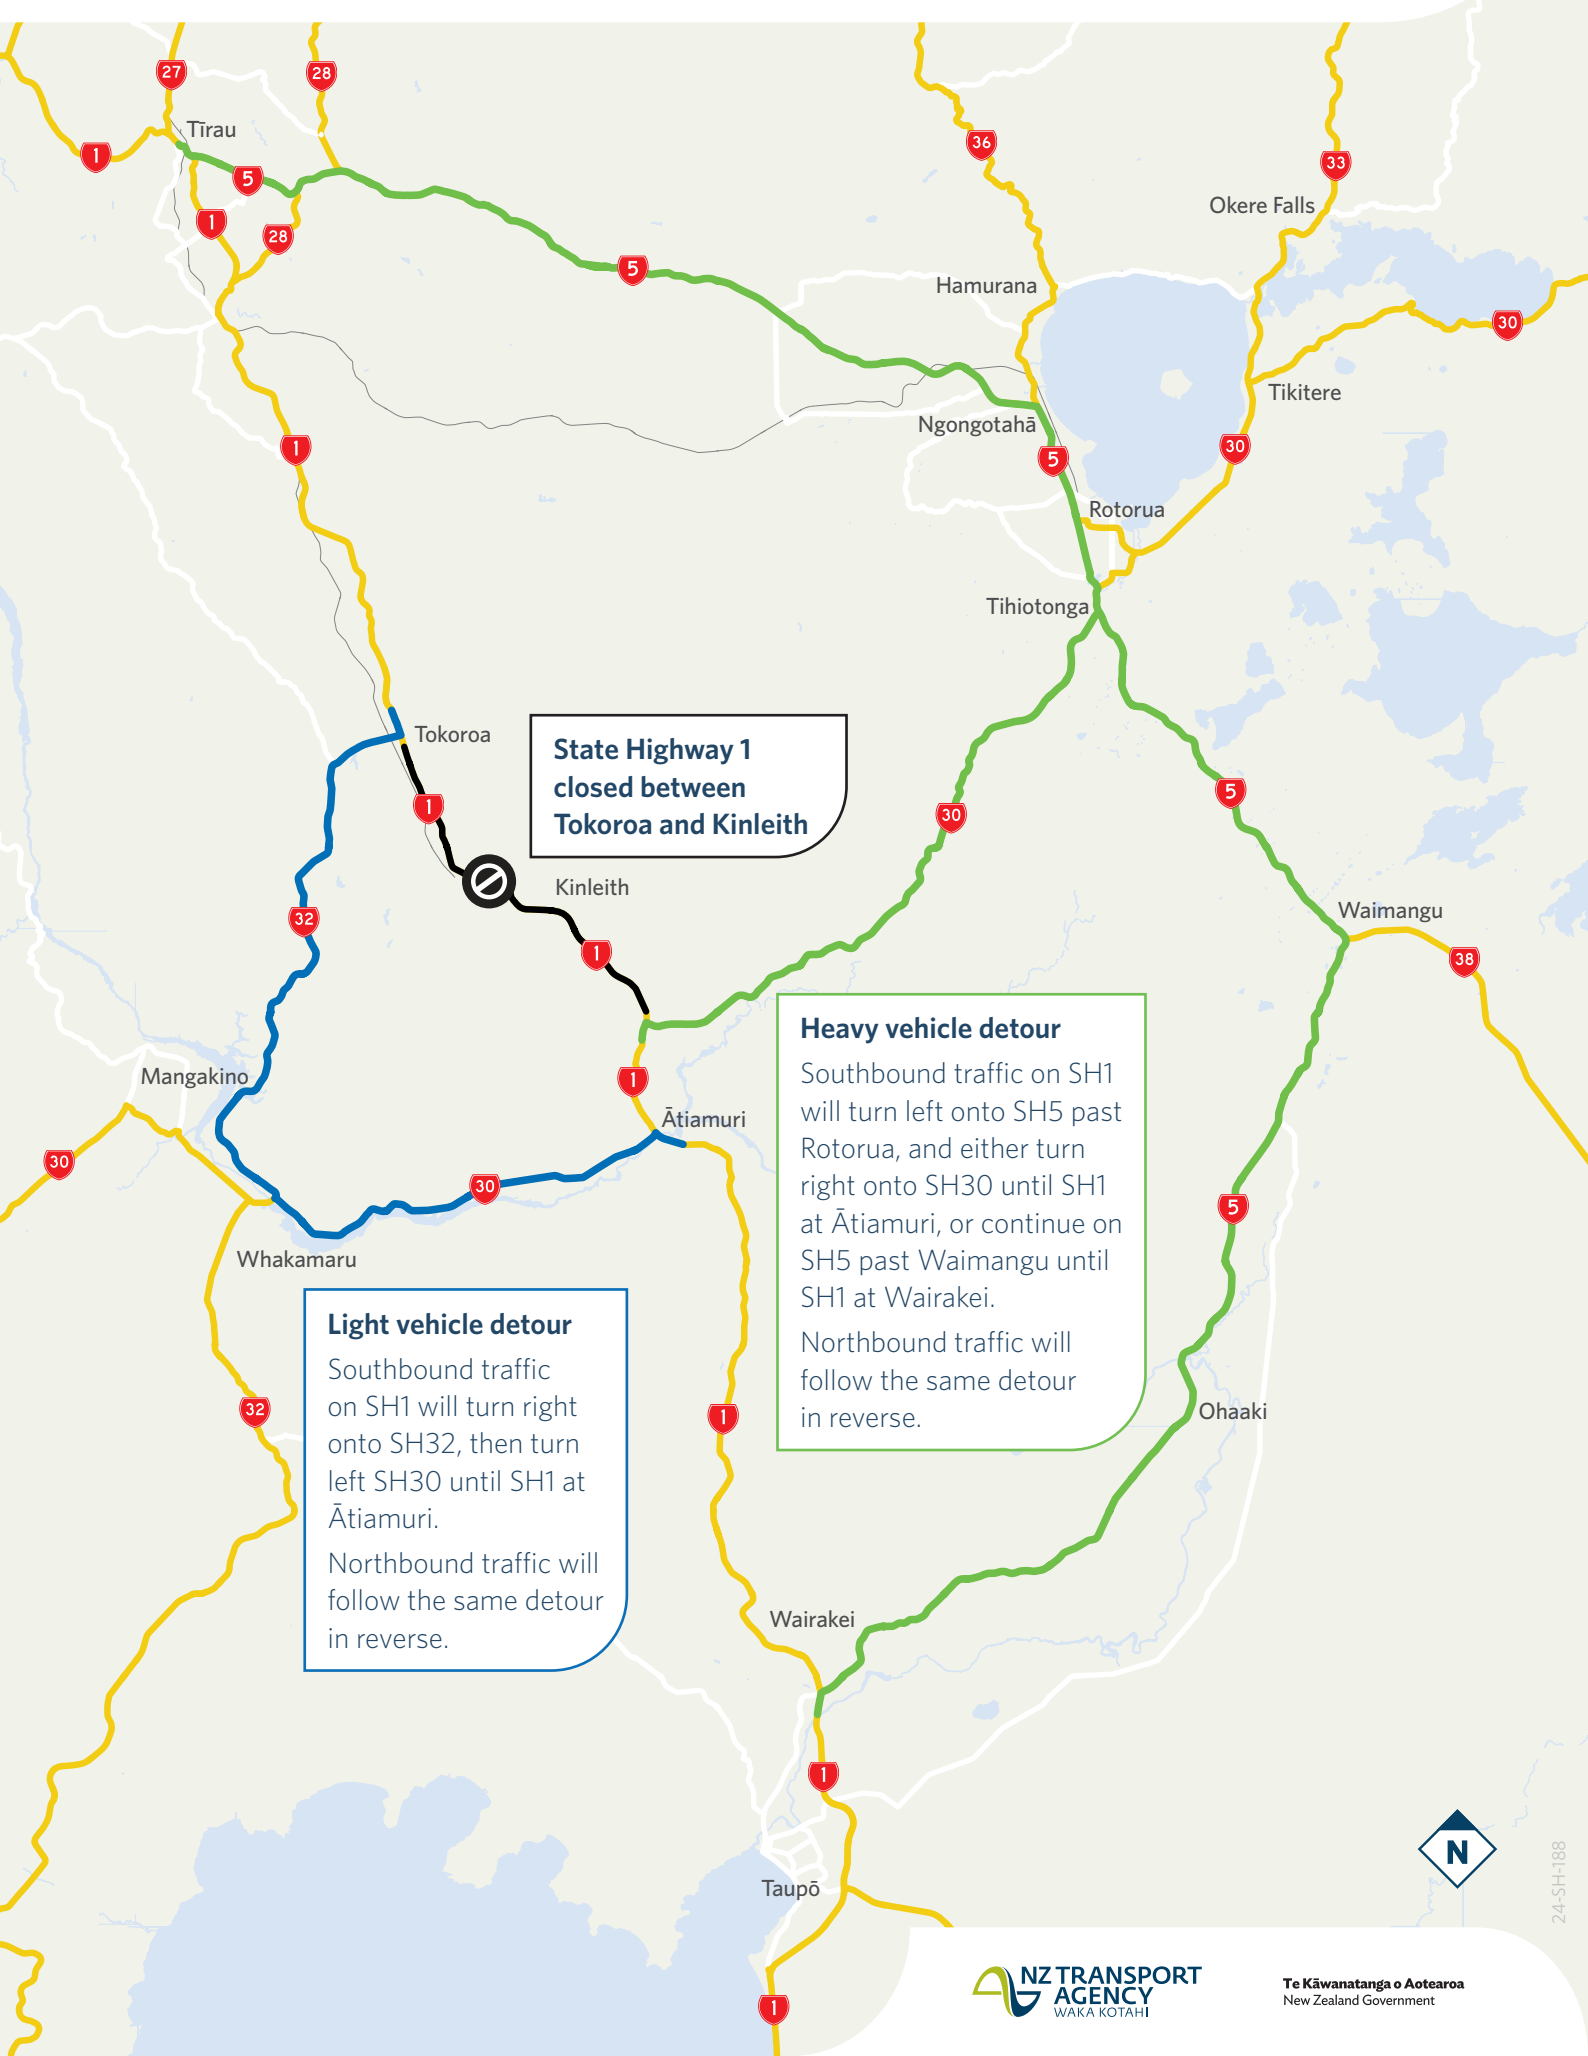 27
28
Tīrau
1
36
33
5
Okere Falls
1
28
5
Hamurana
30
Tikitere
Ngongotahā
1
30
5
Rotorua
Tihiotonga
Tokoroa
State Highway 1
closed between
Tokoroa and Kinleith
1
30
5
Kinleith
32
1
Waimangu
38
Heavy vehicle detour
Southbound traffic on SH1
will turn left onto SH5 past
Rotorua, and either turn
right onto SH30 until SH1
at Ātiamuri, or continue on
SH5 past Waimangu until
SH1 at Wairakei.
Northbound traffic will
follow the same detour
in reverse.
Mangakino
1
Ātiamuri
30
30
5
Whakamaru
Light vehicle detour
Southbound traffic
on SH1 will turn right
onto SH32, then turn
left SH30 until SH1 at
Ātiamuri.
Northbound traffic will
follow the same detour
in reverse.
32
1
Ohaaki
Wairakei
1
N
24-SH-188
Taupō
1
NZ TRANSPORT
AGENCY
WAKA KOTAHI
Te Kāwanatanga o Aotearoa
New Zealand Government